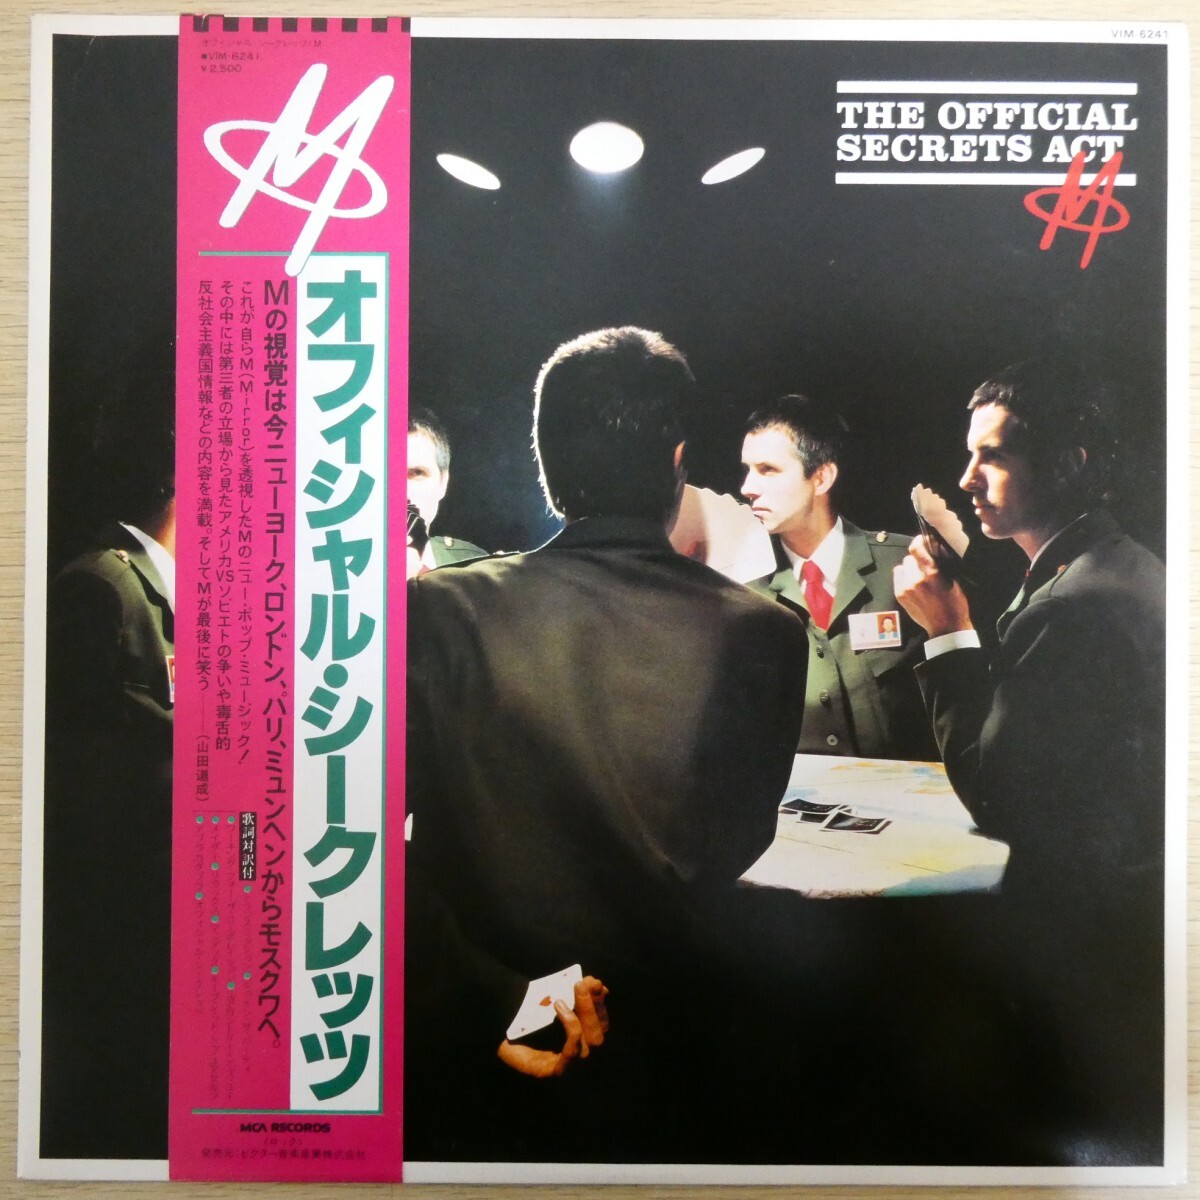 VIM-6241
THE OFFICIAL
SECRETS ACT
M
オフィシャル・シークレッツ/M
■VIM-6241
¥2,500
M
オフィシャル・シークレッツ
Mの視覚は今ニューヨーク、ロンドン、パリ、ミュンヘンからモスクワへ。
これが自らM(Mirror)を透視したMのニュー・ポップ・ミュージック!
その中には第三者の立場から見たアメリカVSソビエトの争いや毒舌的
反社会主義国情報などの内容を満載。そしてMが最後に笑う——(山田道成)
歌詞対訳付
MCA RECORDS
(ロック)
発売元:ビクター音楽産業株式会社